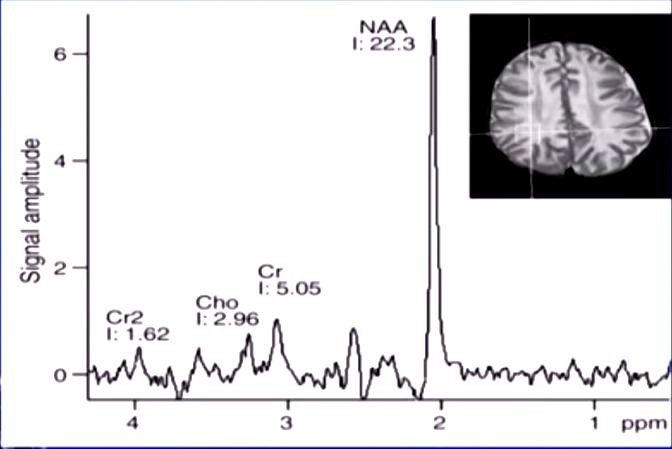 NAA
I: 22.3
6
4
Signal amplitude
2
Cr
I: 5.05
Cho
I: 2.96
Cr2
I: 1.62
0
4 3 2 1 ppm